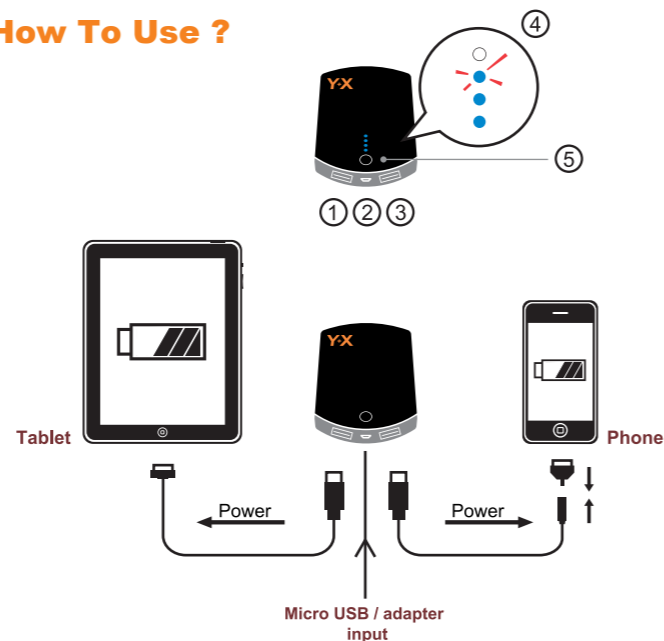 How To Use ?
④
Y·X
⑤
① ② ③
Y·X
Tablet
Phone
Power
Power
Micro USB / adapter
input